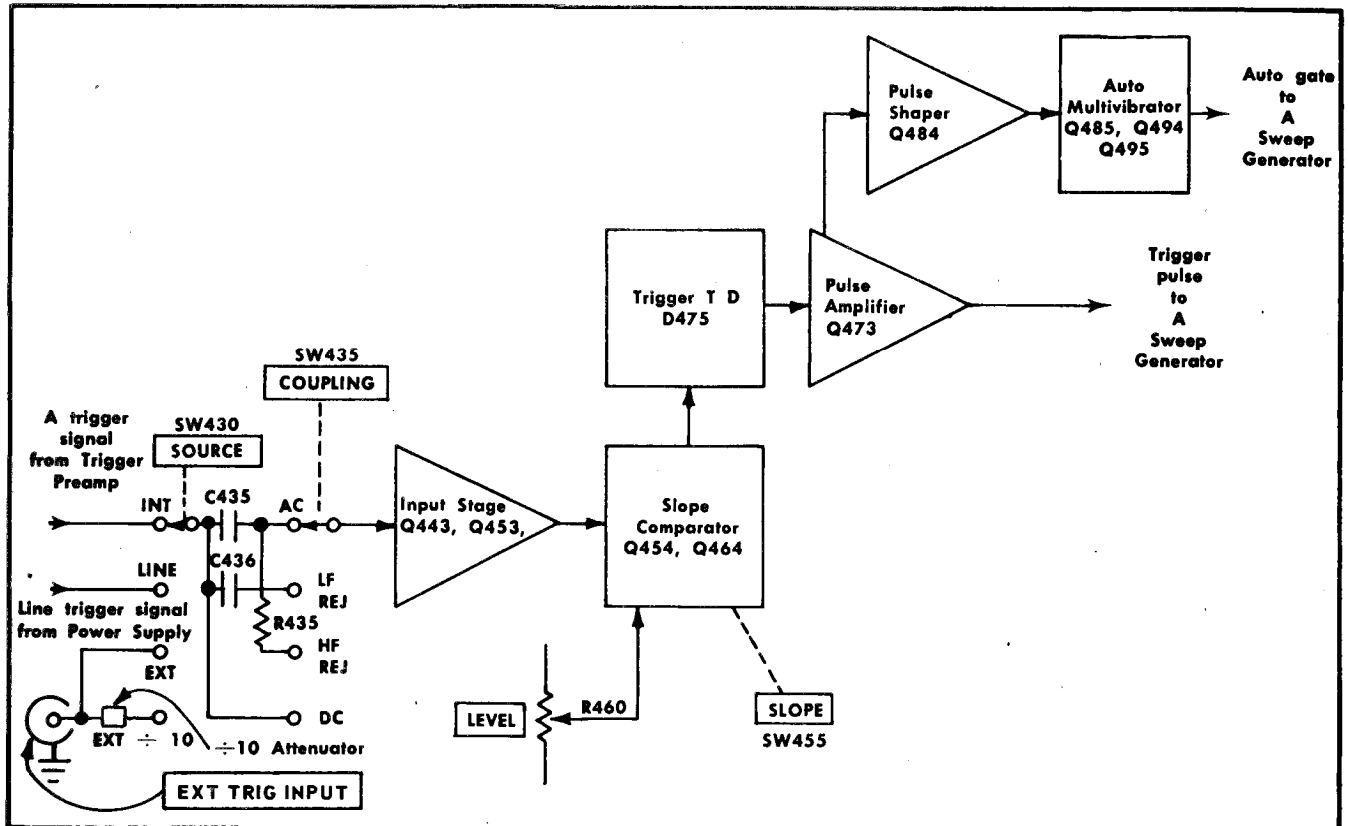 Pulse
Shaper
Q484
Auto
Multivibrator
Q485, Q494
Q495
Auto gate
to
A
Sweep
Generator
Trigger T D
D475
Pulse
Amplifier
Q473
Trigger
pulse
to
A
Sweep
Generator
SW435
COUPLING
A trigger
signal
from Trigger
Preamp
SW430
SOURCE
INT
C435
AC
Input Stage
Q443, Q453,
Slope
Comparator
Q454, Q464
LINE
C436
LF
REJ
Line trigger signal
from Power Supply
R435
HF
REJ
EXT
DC
EXT ÷ 10
÷10 Attenuator
LEVEL
R460
SLOPE
SW455
EXT TRIG INPUT